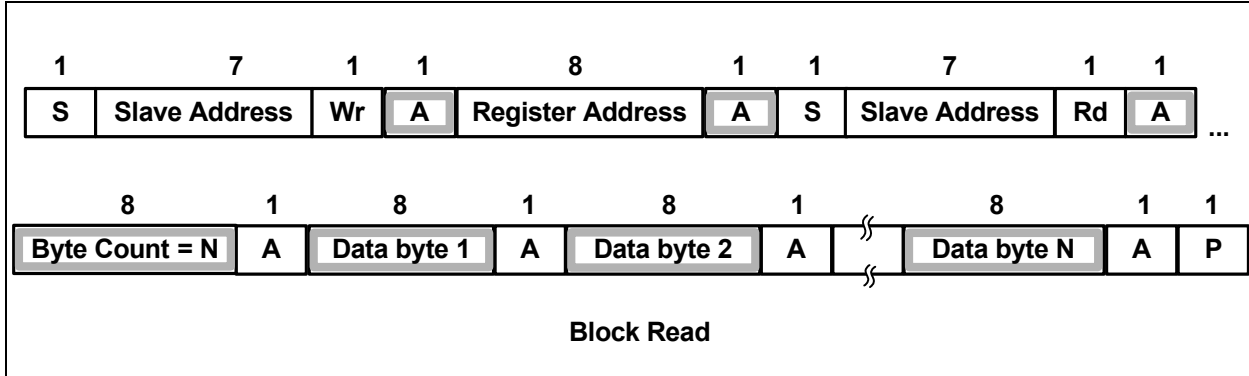 1 7 1 1 8 1 1 7 1 1
S Slave Address Wr A Register Address A S Slave Address Rd A ...
8 1 8 1 8 1 8 1 1
Byte Count = N A Data byte 1 A Data byte 2 A Data byte N A P
Block Read